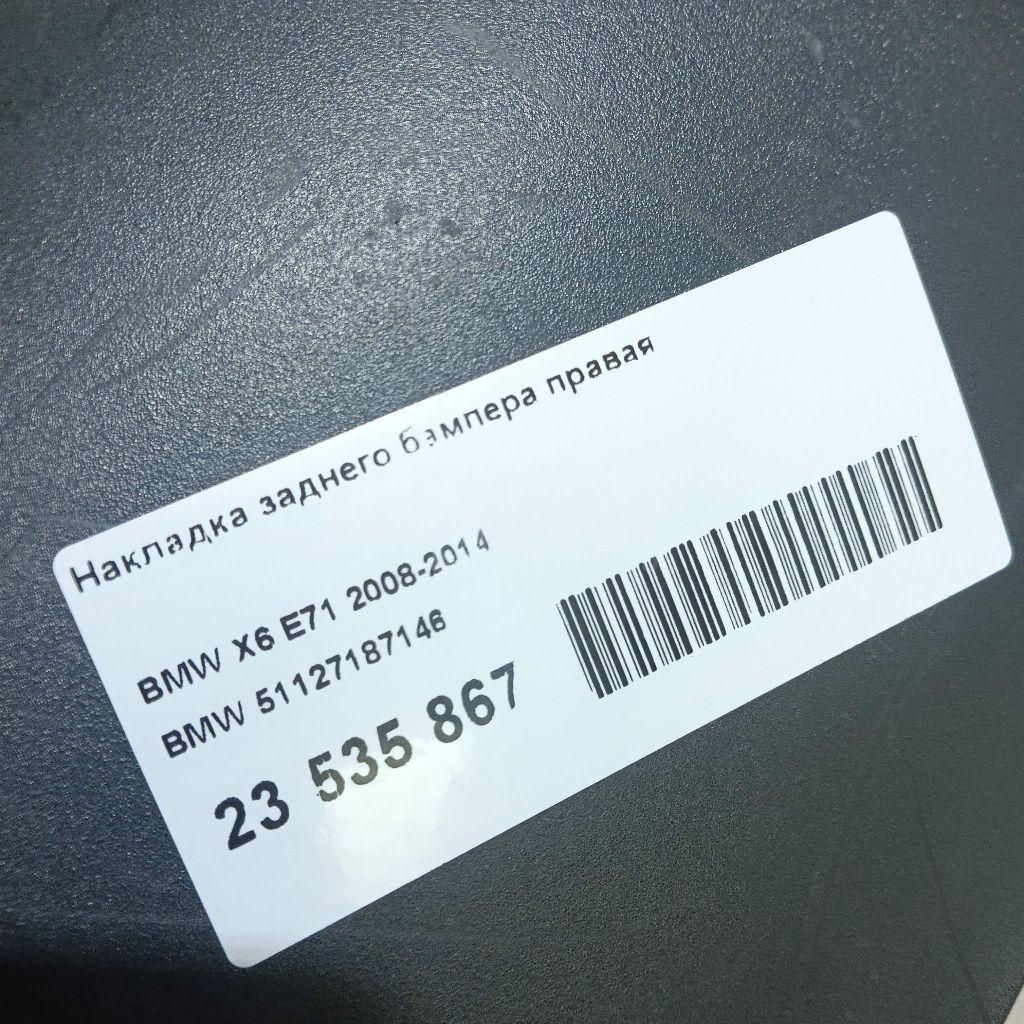 Накладка заднего бампера правая
BMW X6 E71 2008-2014
BMW 51127187146
23 535 867